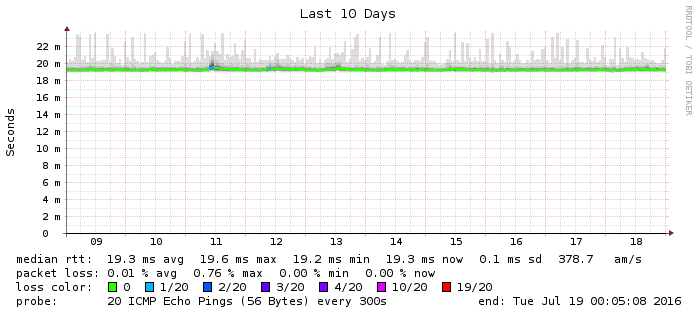 Last 10 Days
RRDTOOL / TOBI OETIKER
Seconds
22 m
20 m
18 m
16 m
14 m
12 m
10 m
8 m
6 m
4 m
2 m
0
09 10 11 12 13 14 15 16 17 18
median rtt: 19.3 ms avg 19.6 ms max 19.2 ms min 19.3 ms now 0.1 ms sd 378.7 am/s
packet loss: 0.01 % avg 0.76 % max 0.00 % min 0.00 % now
loss color: 0 1/20 2/20 3/20 4/20 10/20 19/20
probe: 20 ICMP Echo Pings (56 Bytes) every 300s end: Tue Jul 19 00:05:08 2016